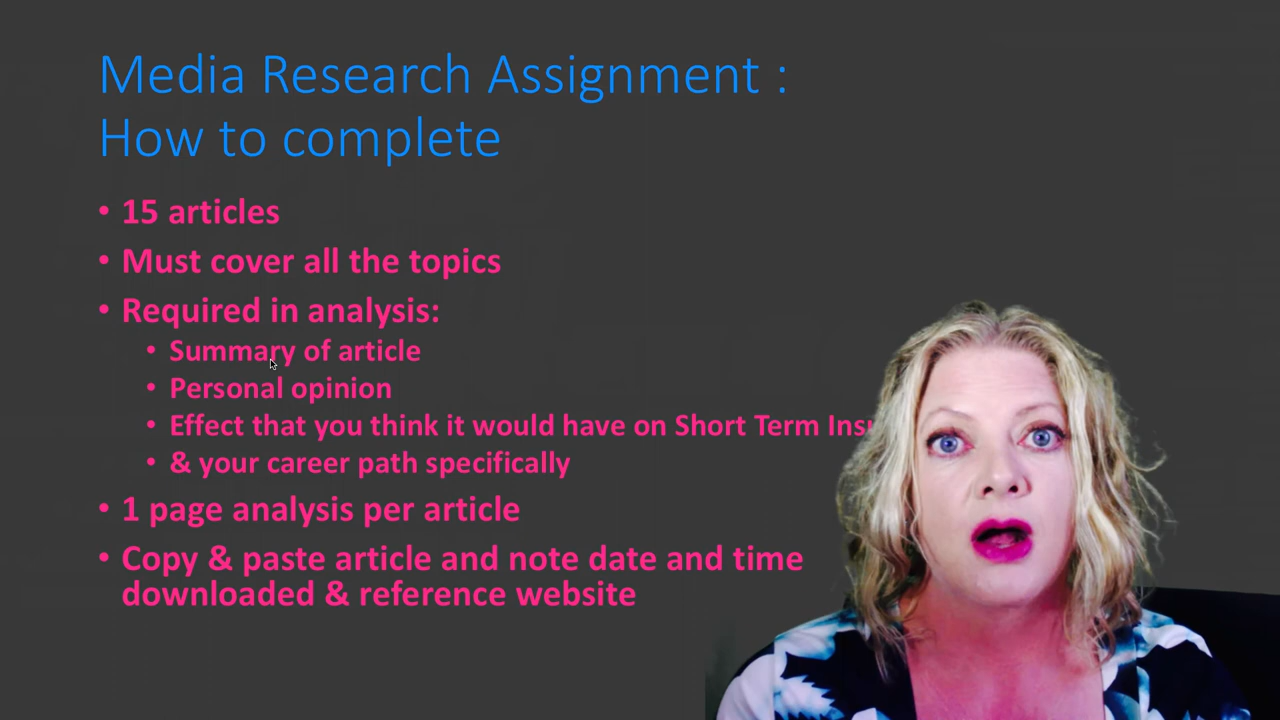 Media Research Assignment :
How to complete
• 15 articles
• Must cover all the topics
• Required in analysis:
• Summary of article
• Personal opinion
• Effect that you think it would have on Short Term
• & your career path specifically
• 1 page analysis per article
• Copy & paste article and note date and time
downloaded & reference website